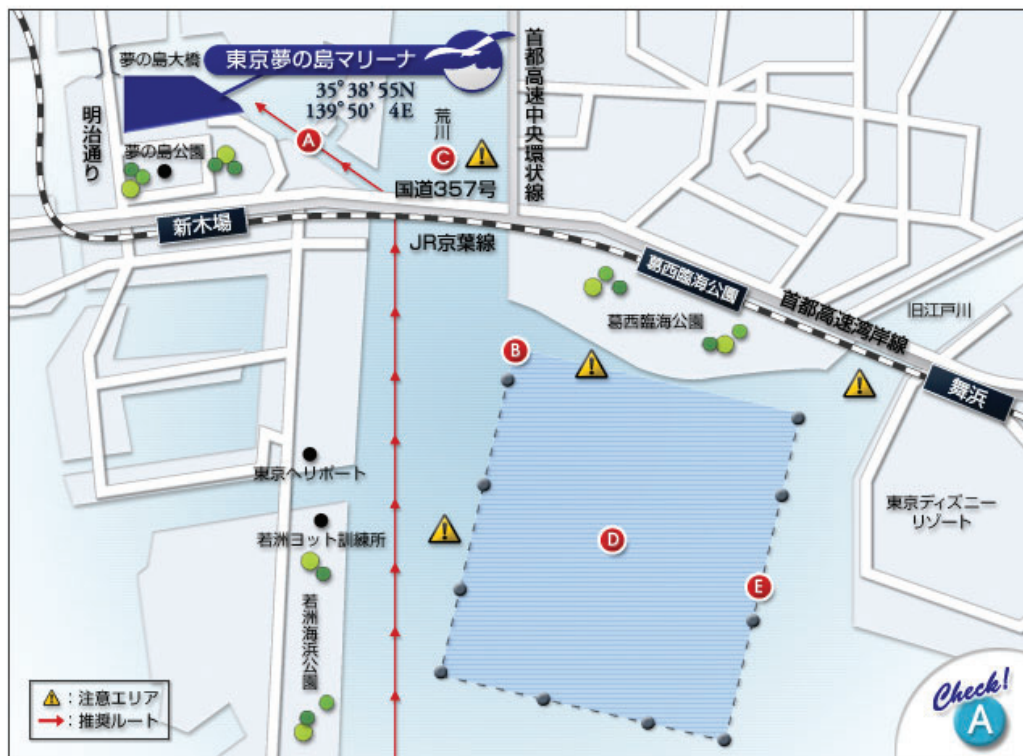 夢の島大橋
東京夢の島マリーナ
35°38'55N
139°50' 4E
首都高速中央環状線
明治通り
荒川
A
C
夢の島公園
国道357号
新木場
JR京葉線
葛西臨海公園
首都高速湾岸線
旧江戸川
葛西臨海公園
B
舞浜
東京ヘリポート
東京ディズニー
リゾート
若洲ヨット訓練所
D
E
若洲海浜公園
:注意エリア
:推奨ルート
Check!
A